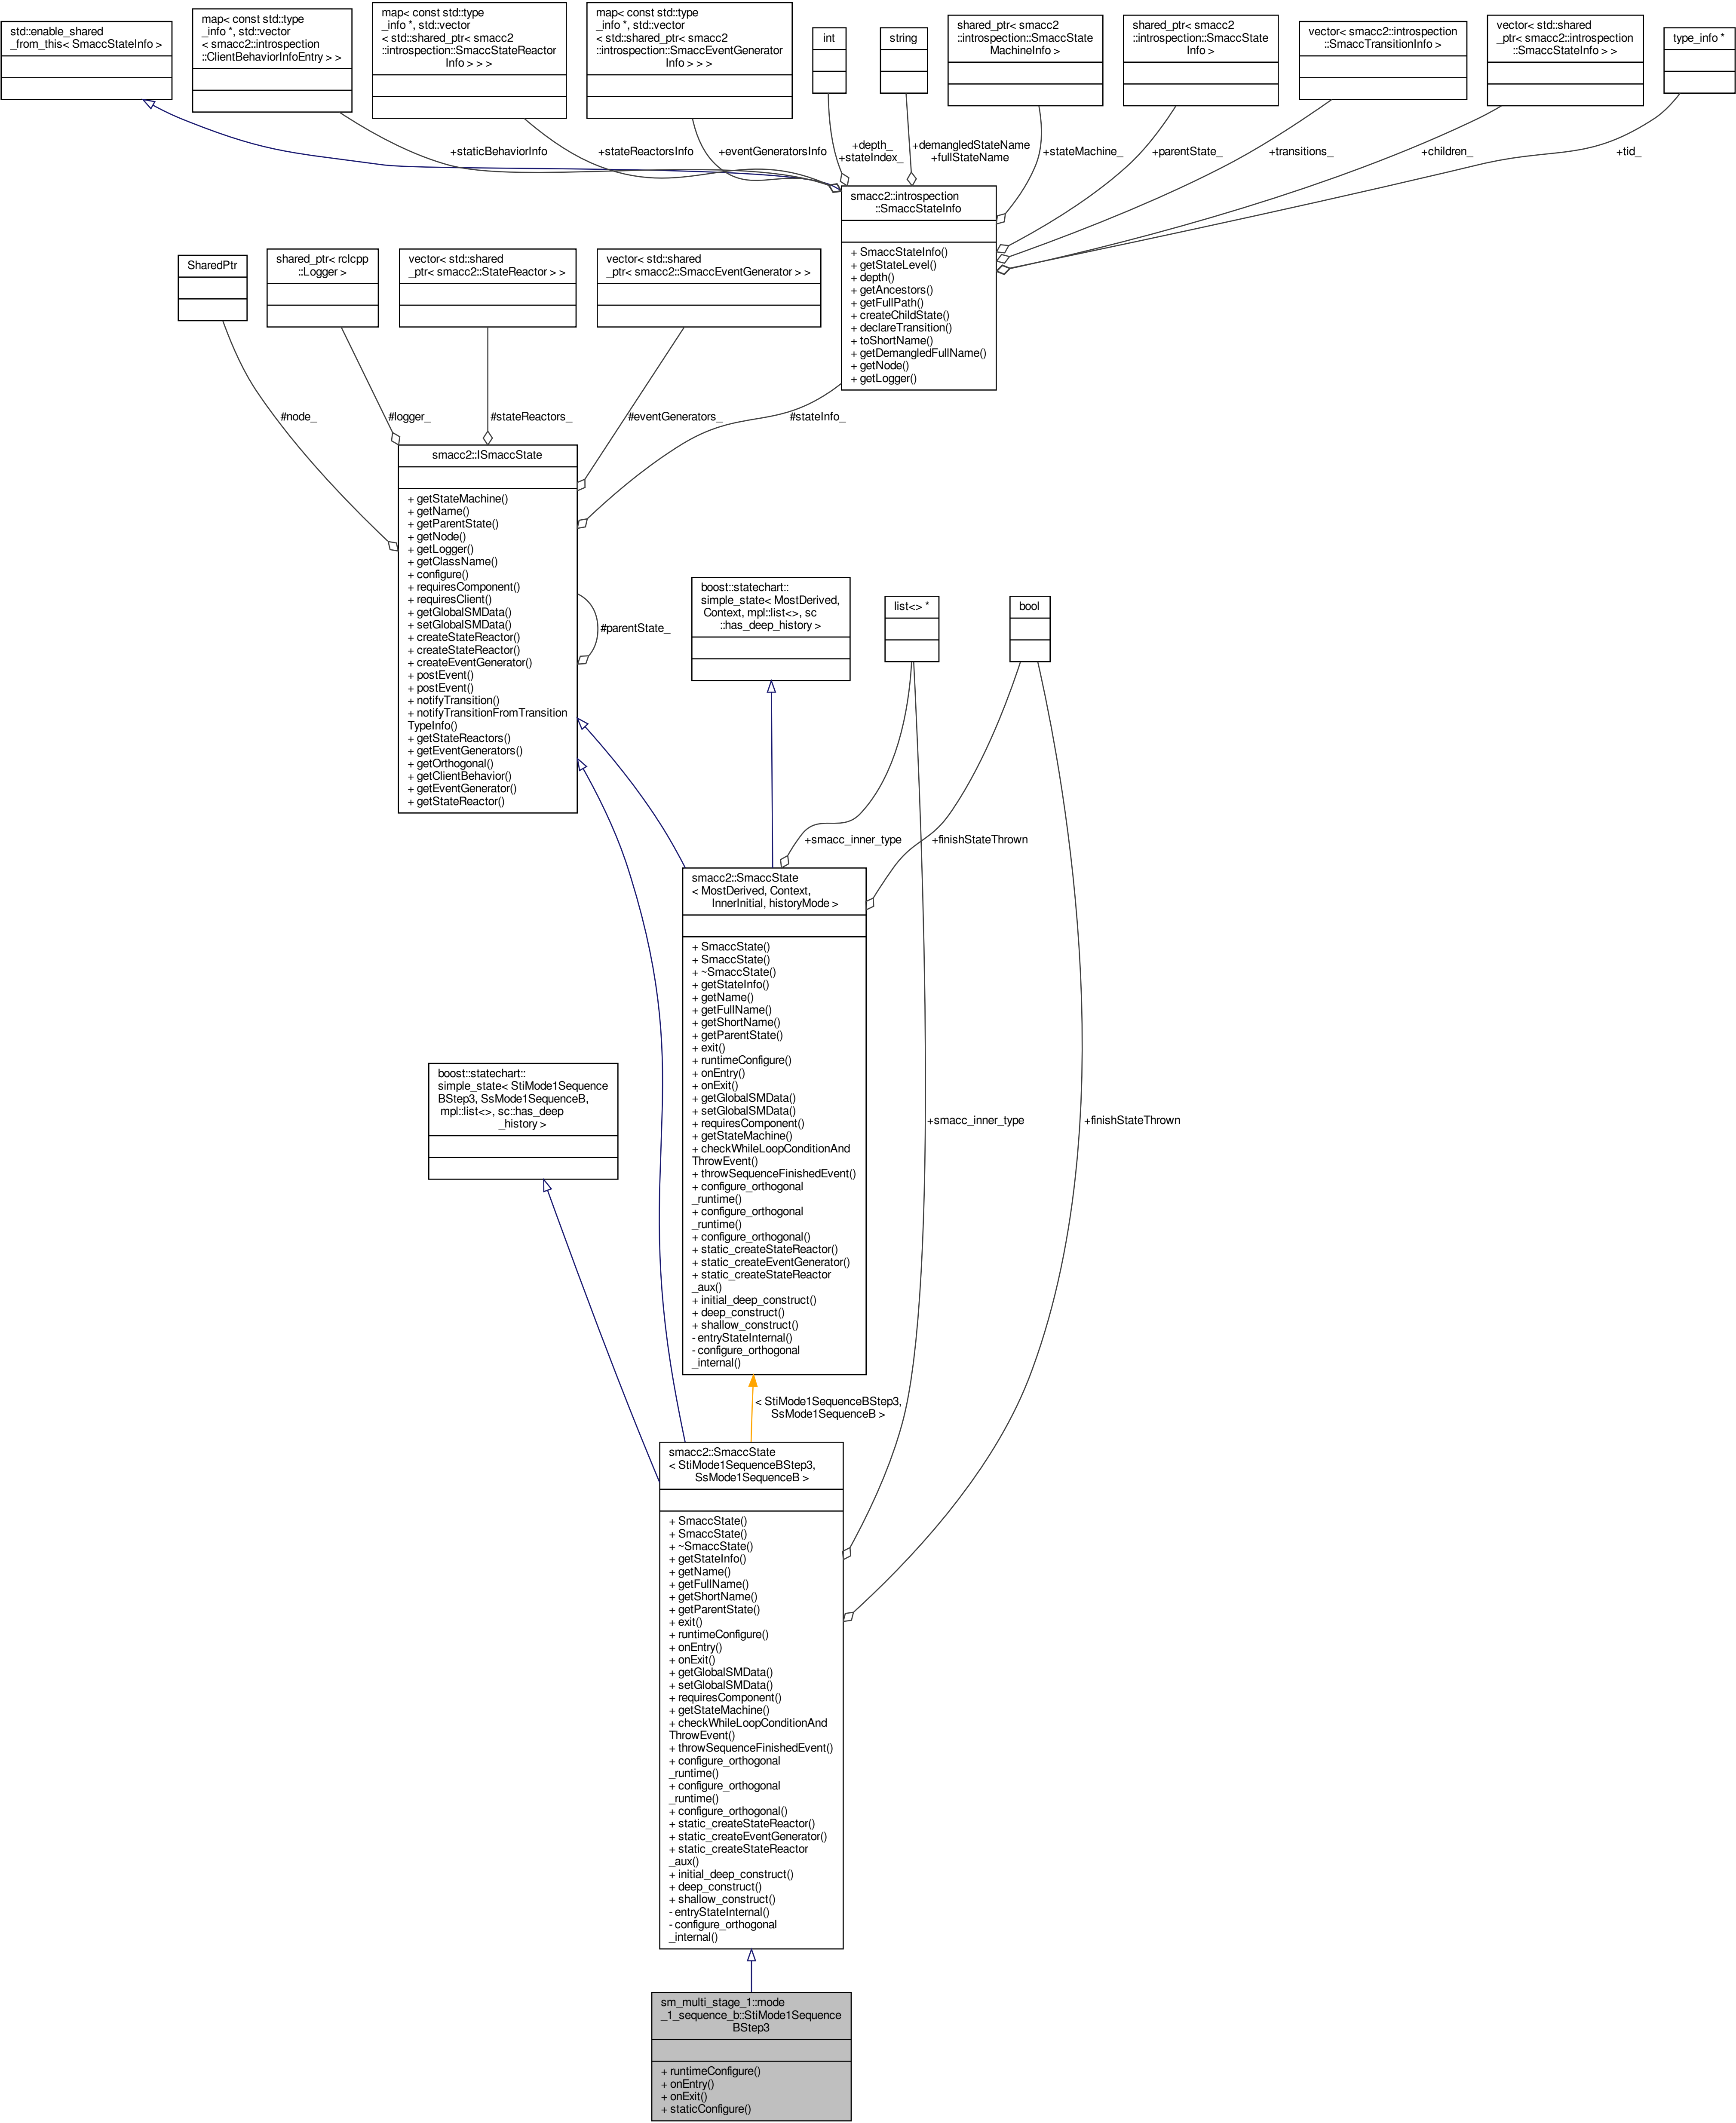 std::enable_shared
_from_this< SmaccStateInfo >
map< const std::type
_info *, std::vector
< smacc2::introspection
::ClientBehaviorInfoEntry > >
map< const std::type
_info *, std::vector
< std::shared_ptr< smacc2
::introspection::SmaccStateReactor
Info > > >
map< const std::type
_info *, std::vector
< std::shared_ptr< smacc2
::introspection::SmaccEventGenerator
Info > > >
int
string
shared_ptr< smacc2
::introspection::SmaccState
MachineInfo >
shared_ptr< smacc2
::introspection::SmaccState
Info >
vector< smacc2::introspection
::SmaccTransitionInfo >
vector< std::shared
_ptr< smacc2::introspection
::SmaccStateInfo > >
type_info *
+staticBehaviorInfo
+stateReactorsInfo
+eventGeneratorsInfo
+depth_
+stateIndex_
+demangledStateName
+fullStateName
+stateMachine_
+parentState_
+transitions_
+children_
+tid_
smacc2::introspection
::SmaccStateInfo
+ SmaccStateInfo()
+ getStateLevel()
+ depth()
+ getAncestors()
+ getFullPath()
+ createChildState()
+ declareTransition()
+ toShortName()
+ getDemangledFullName()
+ getNode()
+ getLogger()
SharedPtr
shared_ptr< rclcpp
::Logger >
vector< std::shared
_ptr< smacc2::StateReactor > >
vector< std::shared
_ptr< smacc2::SmaccEventGenerator > >
#node_
#logger_
#stateReactors_
#eventGenerators_
#stateInfo_
smacc2::ISmaccState
+ getStateMachine()
+ getName()
+ getParentState()
+ getNode()
+ getLogger()
+ getClassName()
+ configure()
+ requiresComponent()
+ requiresClient()
+ getGlobalSMData()
+ setGlobalSMData()
+ createStateReactor()
+ createStateReactor()
+ createEventGenerator()
+ postEvent()
+ postEvent()
+ notifyTransition()
+ notifyTransitionFromTransition
TypeInfo()
+ getStateReactors()
+ getEventGenerators()
+ getOrthogonal()
+ getClientBehavior()
+ getEventGenerator()
+ getStateReactor()
#parentState_
boost::statechart::
simple_state< MostDerived,
Context, mpl::list<>, sc
::has_deep_history >
list<> *
bool
+smacc_inner_type
+finishStateThrown
smacc2::SmaccState
< MostDerived, Context,
InnerInitial, historyMode >
+ SmaccState()
+ SmaccState()
+ ~SmaccState()
+ getStateInfo()
+ getName()
+ getFullName()
+ getShortName()
+ getParentState()
+ exit()
+ runtimeConfigure()
+ onEntry()
+ onExit()
+ getGlobalSMData()
+ setGlobalSMData()
+ requiresComponent()
+ getStateMachine()
+ checkWhileLoopConditionAnd
ThrowEvent()
+ throwSequenceFinishedEvent()
+ configure_orthogonal
_runtime()
+ configure_orthogonal
_runtime()
+ configure_orthogonal()
+ static_createStateReactor()
+ static_createEventGenerator()
+ static_createStateReactor
_aux()
+ initial_deep_construct()
+ deep_construct()
+ shallow_construct()
- entryStateInternal()
- configure_orthogonal
_internal()
boost::statechart::
simple_state< StiMode1Sequence
BStep3, SsMode1SequenceB,
mpl::list<>, sc::has_deep
_history >
+smacc_inner_type
+finishStateThrown
< StiMode1SequenceBStep3,
SsMode1SequenceB >
smacc2::SmaccState
< StiMode1SequenceBStep3,
SsMode1SequenceB >
+ SmaccState()
+ SmaccState()
+ ~SmaccState()
+ getStateInfo()
+ getName()
+ getFullName()
+ getShortName()
+ getParentState()
+ exit()
+ runtimeConfigure()
+ onEntry()
+ onExit()
+ getGlobalSMData()
+ setGlobalSMData()
+ requiresComponent()
+ getStateMachine()
+ checkWhileLoopConditionAnd
ThrowEvent()
+ throwSequenceFinishedEvent()
+ configure_orthogonal
_runtime()
+ configure_orthogonal
_runtime()
+ configure_orthogonal()
+ static_createStateReactor()
+ static_createEventGenerator()
+ static_createStateReactor
_aux()
+ initial_deep_construct()
+ deep_construct()
+ shallow_construct()
- entryStateInternal()
- configure_orthogonal
_internal()
sm_multi_stage_1::mode
_1_sequence_b::StiMode1Sequence
BStep3
+ runtimeConfigure()
+ onEntry()
+ onExit()
+ staticConfigure()